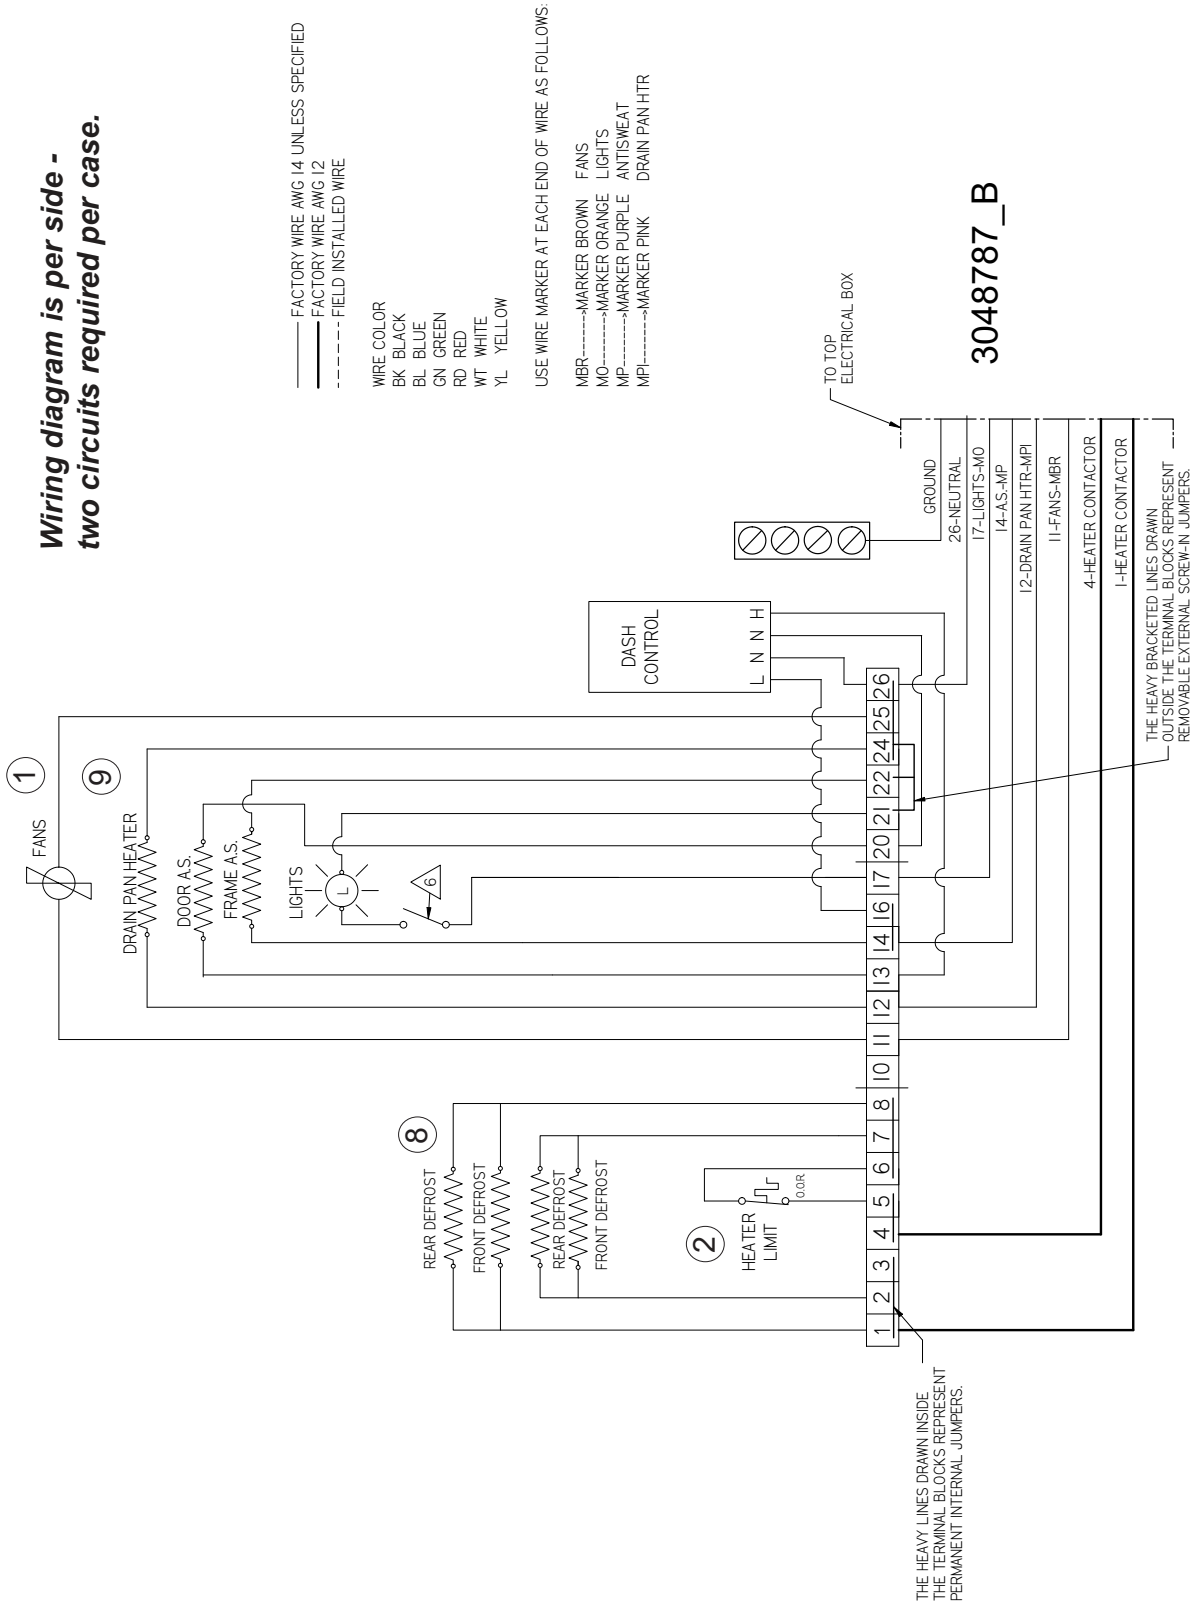 Wiring diagram is per side -
two circuits required per case.
FACTORY WIRE AWG 14 UNLESS SPECIFIED
FACTORY WIRE AWG 12
FIELD INSTALLED WIRE
WIRE COLOR
BK BLACK
BL BLUE
GN GREEN
RD RED
WT WHITE
YL YELLOW
USE WIRE MARKER AT EACH END OF WIRE AS FOLLOWS:
MBR------->MARKER BROWN FANS
MO------->MARKER ORANGE LIGHTS
MP------->MARKER PURPLE ANTISWEAT
MPI------->MARKER PINK DRAIN PAN HTR
1
FANS
9
DRAIN PAN HEATER
DOOR A.S.
FRAME A.S.
LIGHTS
L
6
8
REAR DEFROST
FRONT DEFROST
REAR DEFROST
FRONT DEFROST
2
HEATER
LIMIT
O.O.R.
DASH
CONTROL
L N N H
1 2 3 4 5 6 7 8 10 11 12 13 14 16 17 20 21 22 24 25 26
TO TOP
ELECTRICAL BOX
GROUND
26-NEUTRAL
17-LIGHTS-MO
14-A.S.-MP
12-DRAIN PAN HTR-MPI
11-FANS-MBR
4-HEATER CONTACTOR
1-HEATER CONTACTOR
THE HEAVY LINES DRAWN INSIDE
THE TERMINAL BLOCKS REPRESENT
PERMANENT INTERNAL JUMPERS.
THE HEAVY BRACKETED LINES DRAWN
OUTSIDE THE TERMINAL BLOCKS REPRESENT
REMOVABLE EXTERNAL SCREW-IN JUMPERS.
3048787_B